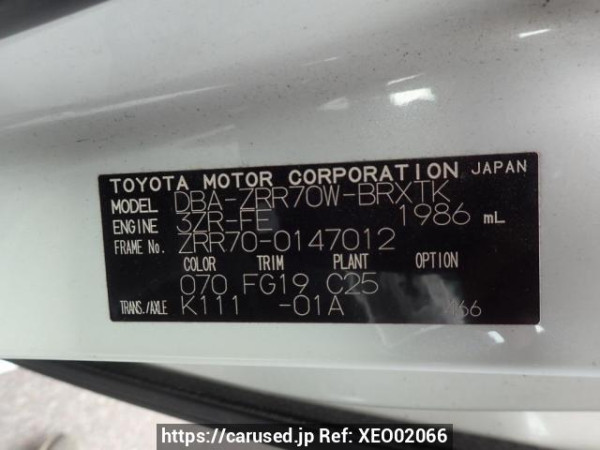 TOYOTA MOTOR CORPORATION JAPAN
MODEL DBA-ZRR70W-BRXTK
ENGINE 3ZR-FE 1986 mL
FRAME No. ZRR70-0147012
COLOR TRIM PLANT OPTION
070 FG19 C25
TRANS./AXLE K111 -01A
https://carused.jp Ref: XEO02066